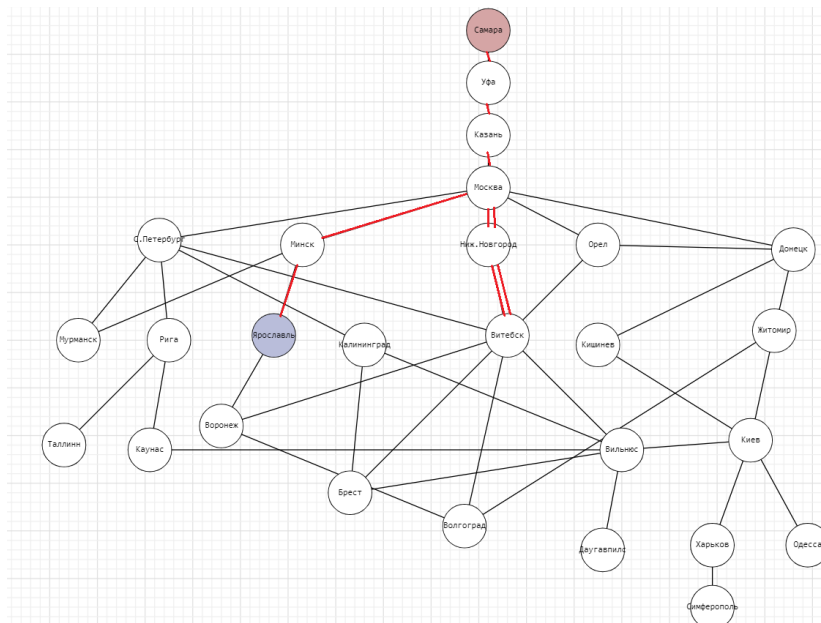 Самара
Уфа
Казань
Москва
С.Петербург
Минск
Ниж.Новгород
Орел
Донецк
Мурманск
Рига
Ярославль
Калининград
Витебск
Кишинев
Житомир
Воронеж
Таллинн
Каунас
Вильнюс
Киев
Брест
Волгоград
Даугавпилс
Харьков
Одесса
Симферополь